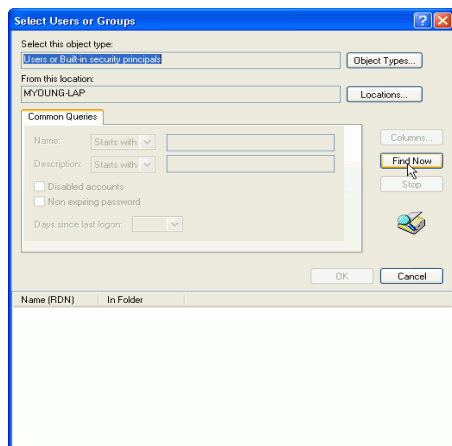 Select Users or Groups
Select this object type:
Users or Built-in security principals
Object Types...
From this location:
MYOUNG-LAP
Locations...
Common Queries
Name: Starts with
Columns...
Description: Starts with
Find Now
Disabled accounts
Stop
Non expiring password
Days since last logon:
OK
Cancel
Name (RDN) In Folder